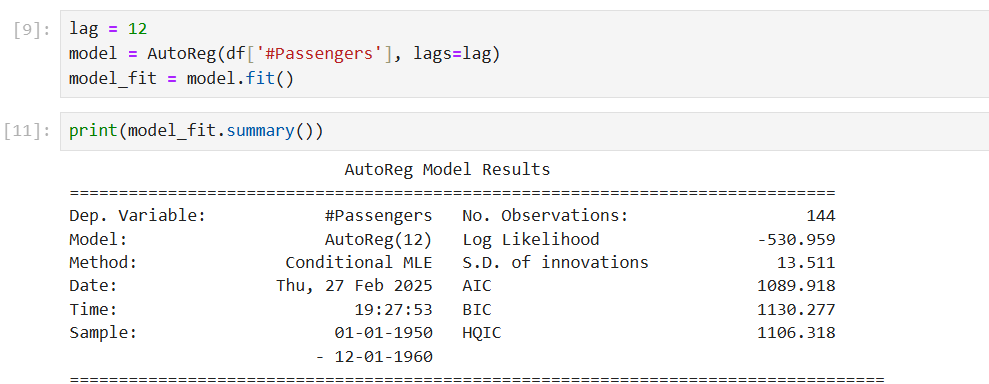 [9]: lag = 12
model = AutoReg(df['#Passengers'], lags=lag)
model_fit = model.fit()
[11]: print(model_fit.summary())
AutoReg Model Results
==============================================================================
Dep. Variable: #Passengers No. Observations: 144
Model: AutoReg(12) Log Likelihood -530.959
Method: Conditional MLE S.D. of innovations 13.511
Date: Thu, 27 Feb 2025 AIC 1089.918
Time: 19:27:53 BIC 1130.277
Sample: 01-01-1950 HQIC 1106.318
- 12-01-1960
===================================================================================